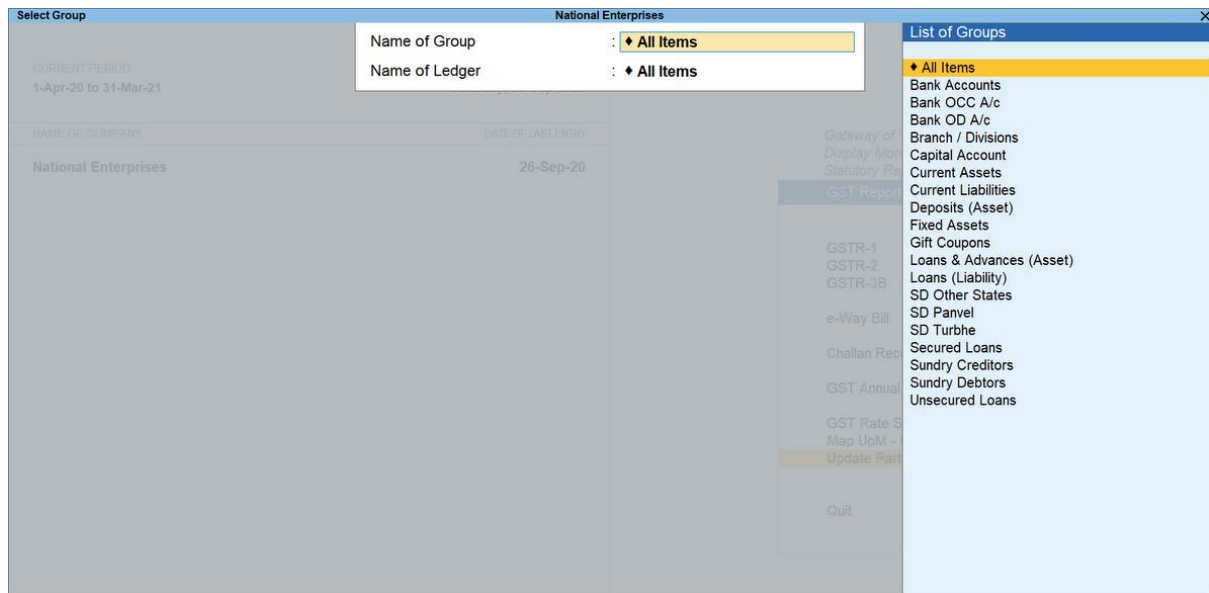 Select Group
National Enterprises
Name of Group : ♦ All Items
Name of Ledger : ♦ All Items
CURRENT PERIOD
1-Apr-20 to 31-Mar-21
NAME OF COMPANY DATE OF LAST ENTRY
National Enterprises 26-Sep-20
Gateway of
Display More
Statutory Re
GST Report
GSTR-1
GSTR-2
GSTR-3B
e-Way Bill
Challan Rec
GST Annual
GST Rate S
Map UoM –
Update Part
Quit
List of Groups
♦ All Items
Bank Accounts
Bank OCC A/c
Bank OD A/c
Branch / Divisions
Capital Account
Current Assets
Current Liabilities
Deposits (Asset)
Fixed Assets
Gift Coupons
Loans & Advances (Asset)
Loans (Liability)
SD Other States
SD Panvel
SD Turbhe
Secured Loans
Sundry Creditors
Sundry Debtors
Unsecured Loans